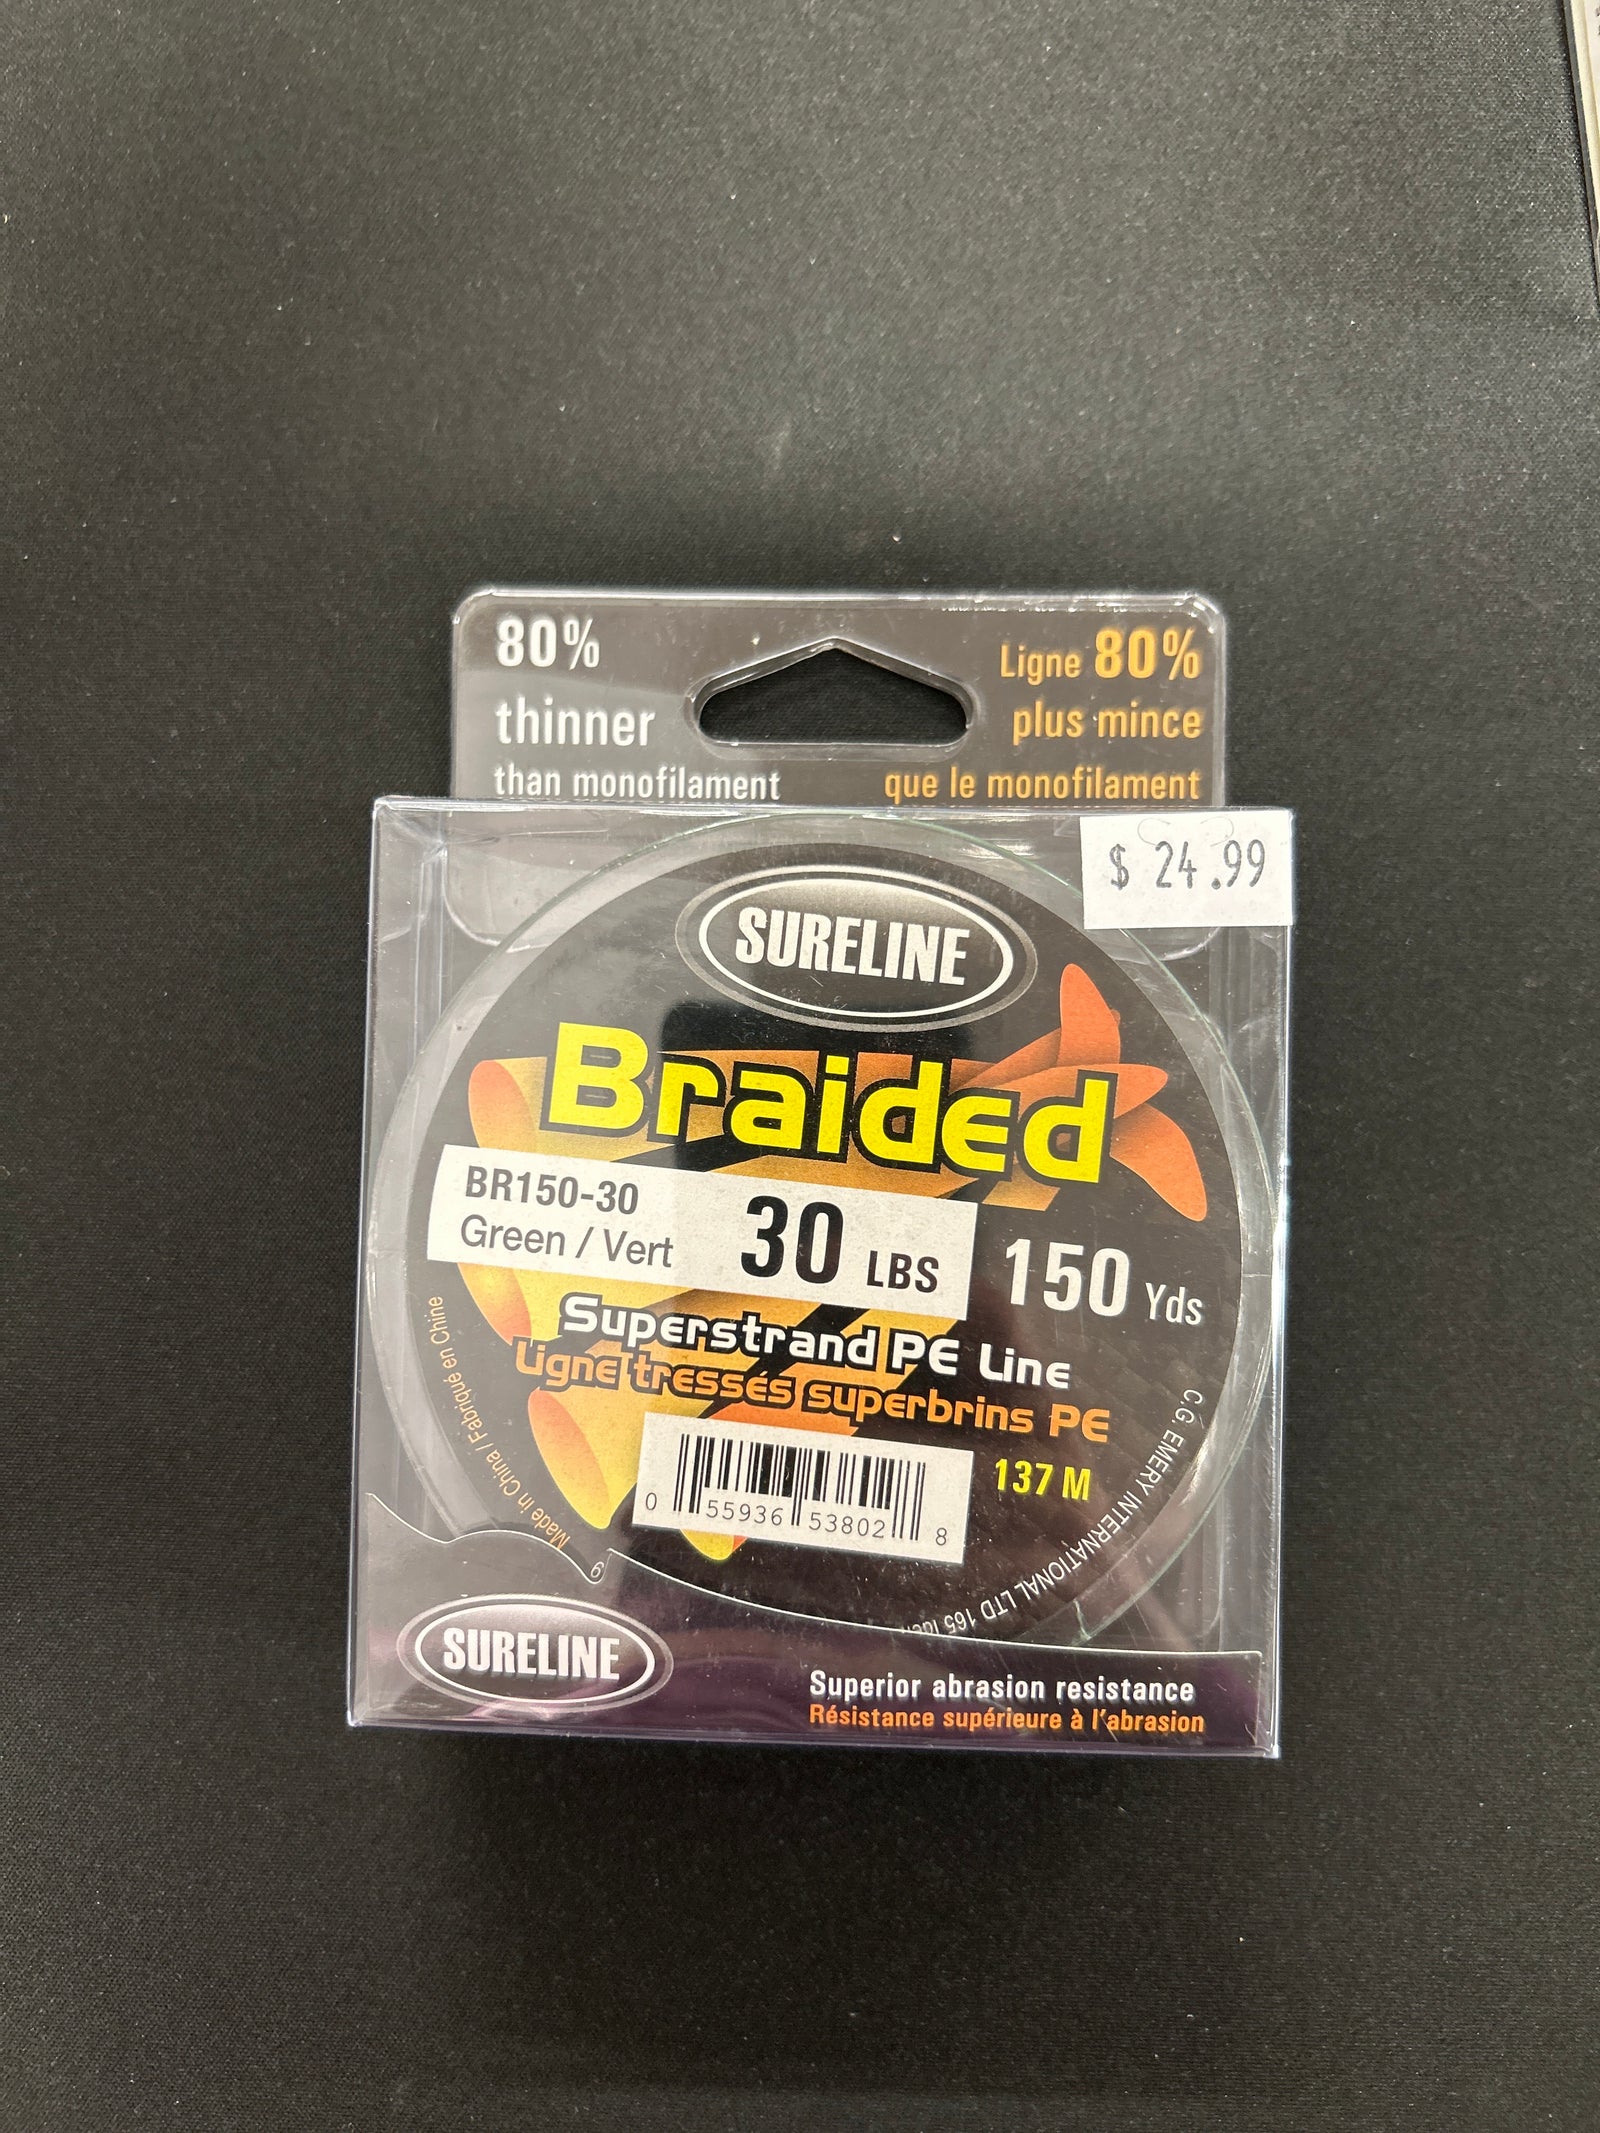 80%
thinner
than monofilament
Ligne 80%
plus mince
que le monofilament
$ 24.99
SURELINE
Braided
BR150-30
Green / Vert
30 LBS
150 Yds
Superstrand PE Line
Ligne tressés superbrins PE
137 M
0 55936 53802 8
Made in China / Fabriqué en Chine
C.G. EMERY INTERNATIONAL LTD 165
SURELINE
Superior abrasion resistance
Résistance supérieure à l'abrasion